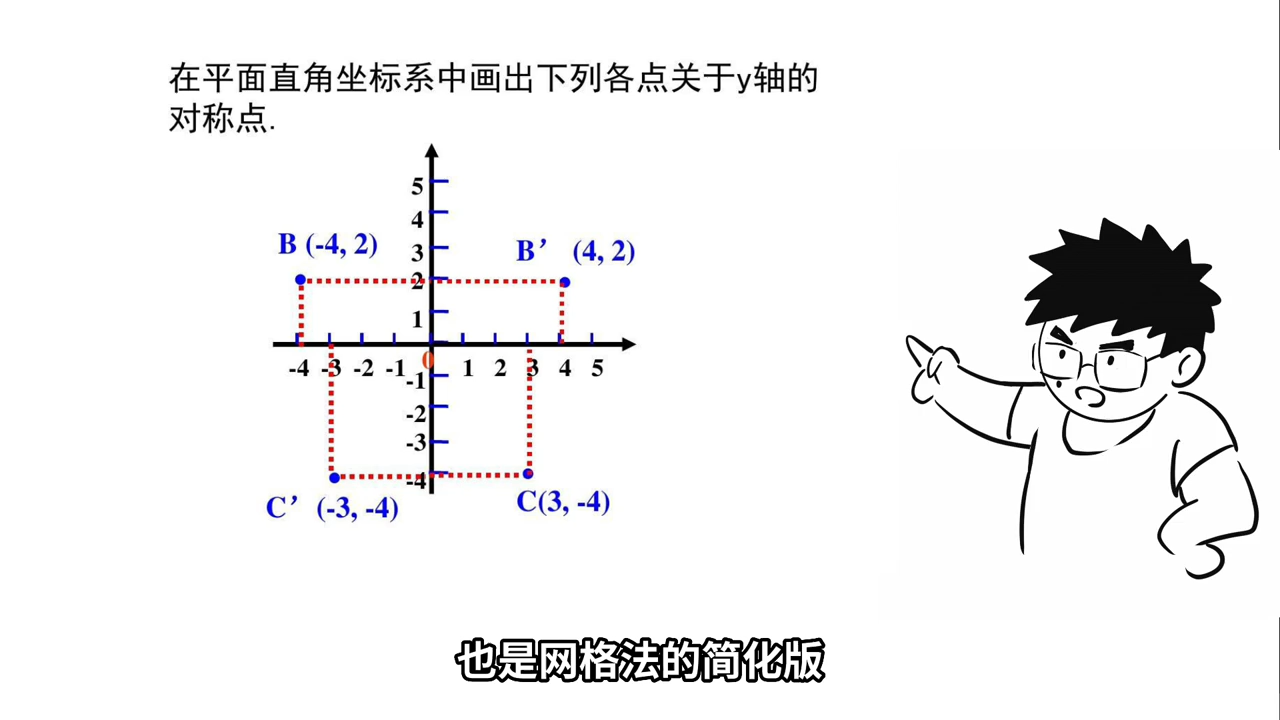 在平面直角坐标系中画出下列各点关于y轴的
对称点.
5
4
B (-4, 2)
3
B’ (4, 2)
2
1
0
-4 -3 -2 -1 1 2 3 4 5
-1
-2
-3
-4
C’ (-3, -4)
C(3, -4)
也是网格法的简化版